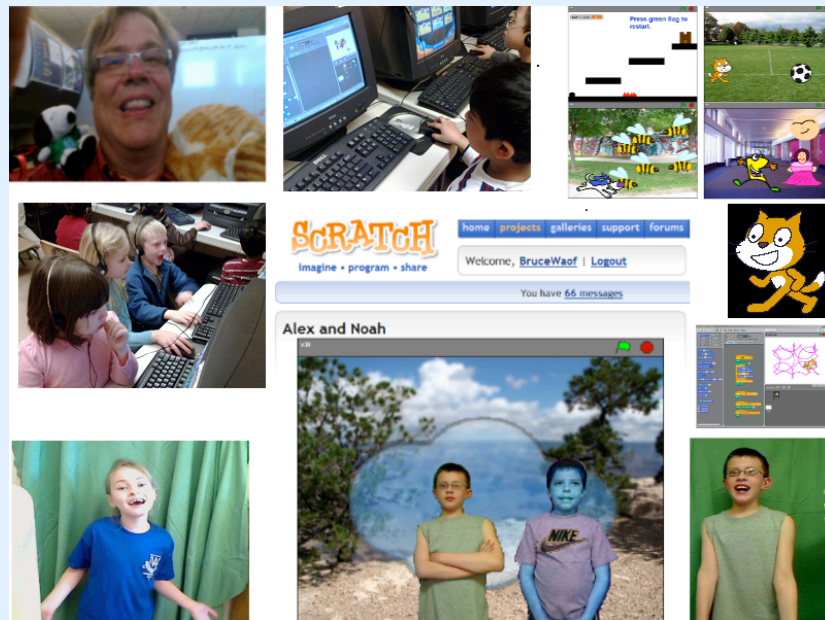 Press green flag to
restart.
SCRATCH
imagine • program • share
home projects galleries support forums
Welcome, BruceWaof | Logout
You have 66 messages
Alex and Noah
NIKE